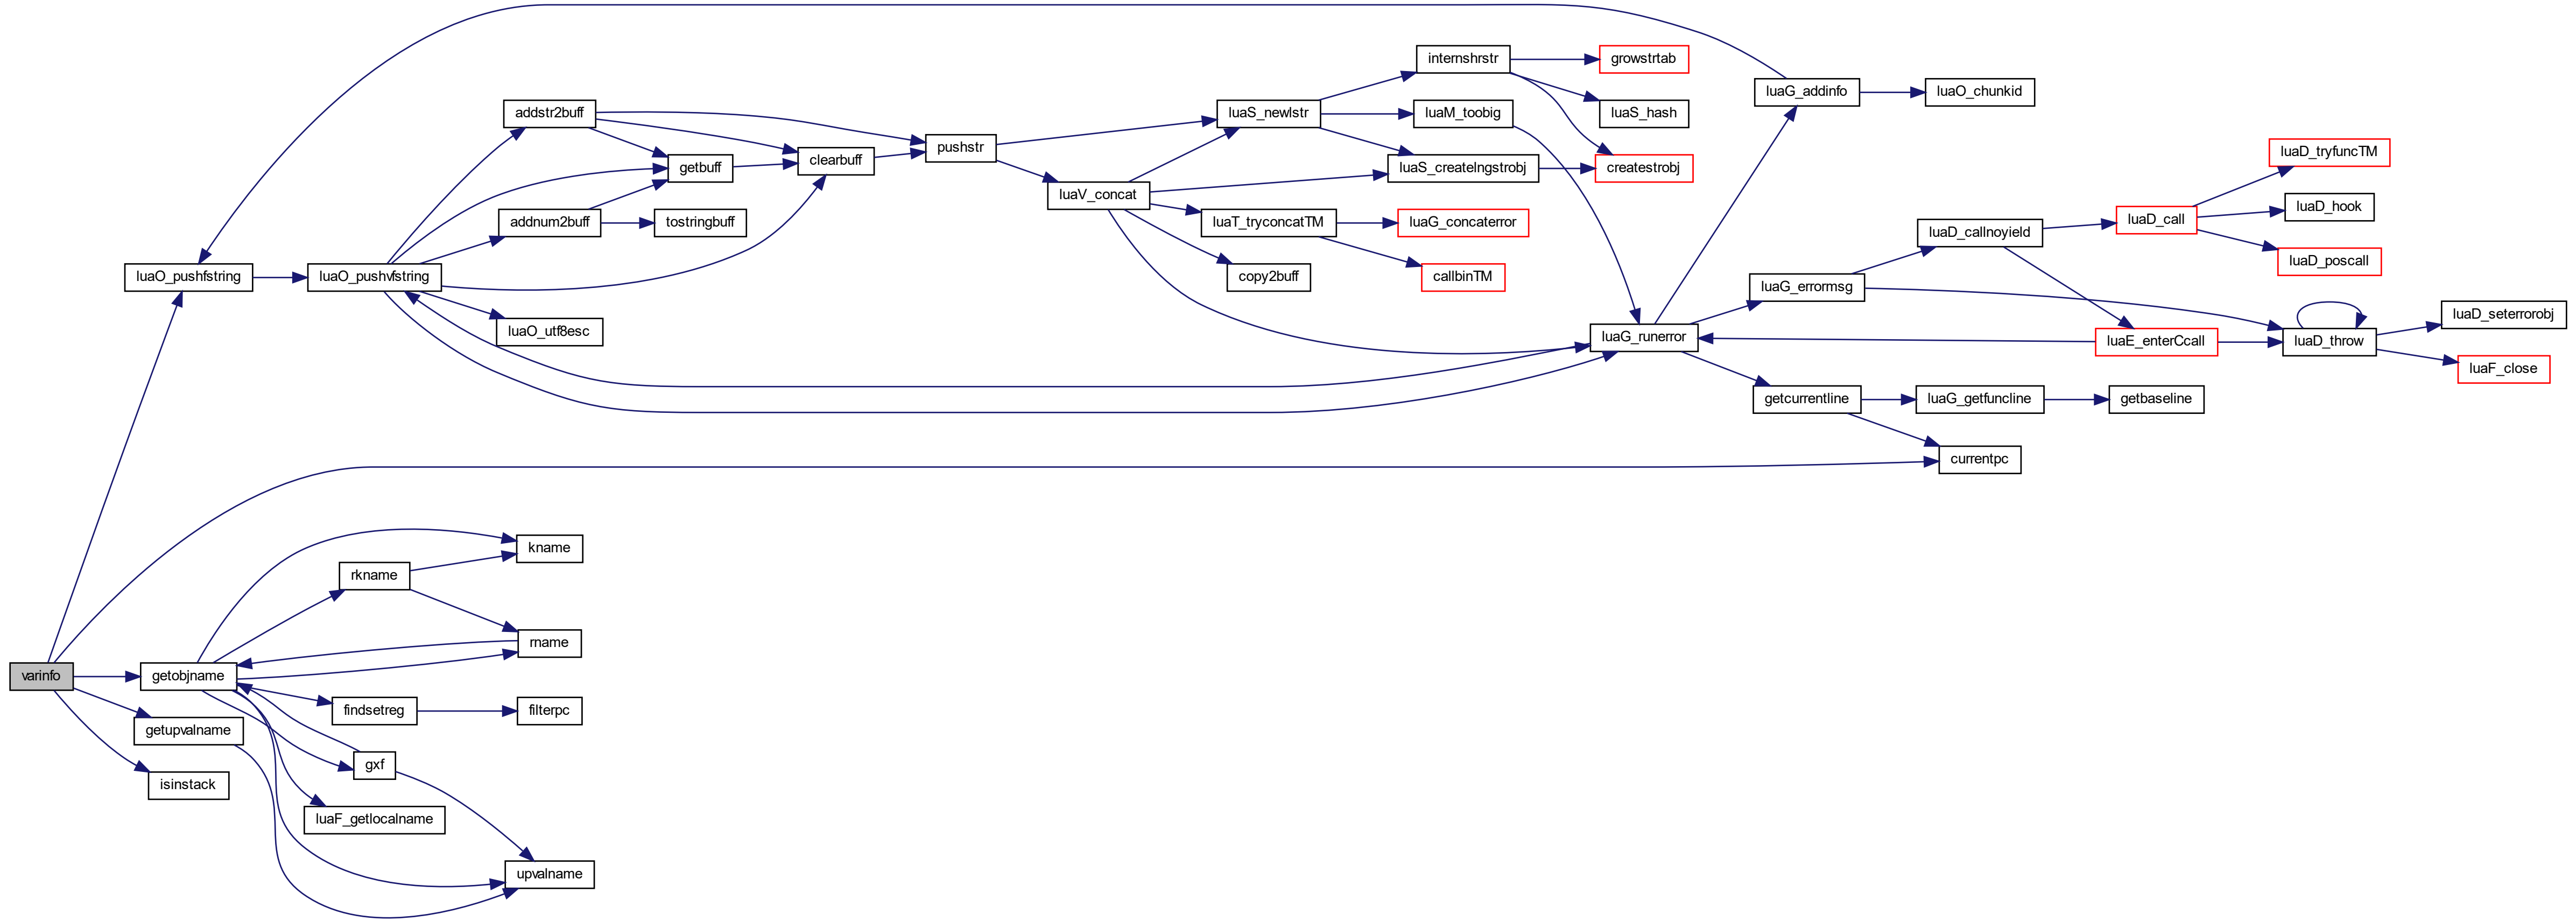 varinfo
luaO_pushfstring
getobjname
getupvalname
isinstack
luaO_pushvfstring
rkname
findsetreg
gxf
luaF_getlocalname
addstr2buff
addnum2buff
luaO_utf8esc
kname
rname
filterpc
upvalname
getbuff
tostringbuff
clearbuff
pushstr
luaV_concat
luaS_newlstr
luaT_tryconcatTM
copy2buff
internshrstr
luaM_toobig
luaS_createlngstrobj
luaG_concaterror
callbinTM
growstrtab
luaS_hash
createstrobj
luaG_runerror
luaG_addinfo
luaG_errormsg
getcurrentline
luaO_chunkid
luaD_callnoyield
luaG_getfuncline
currentpc
luaD_call
luaE_enterCcall
getbaseline
luaD_tryfuncTM
luaD_hook
luaD_poscall
luaD_throw
luaD_seterrorobj
luaF_close